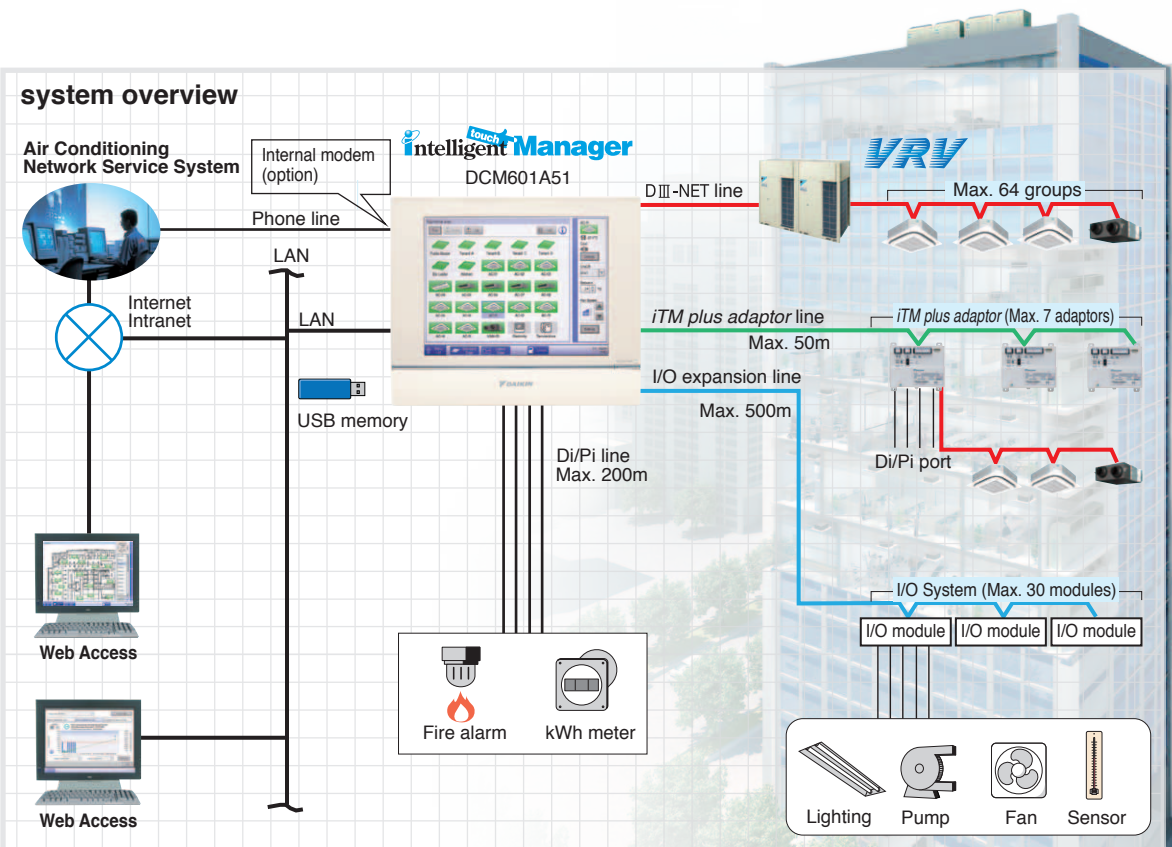 system overview
Air Conditioning
Network Service System
Internal modem
(option)
intelligent touch Manager
DCM601A51
VRV
DⅢ-NET line
Max. 64 groups
Phone line
LAN
Internet
Intranet
LAN
iTM plus adaptor line
Max. 50m
iTM plus adaptor (Max. 7 adaptors)
I/O expansion line
Max. 500m
DAIKIN
USB memory
Di/Pi line
Max. 200m
Di/Pi port
Web Access
I/O System (Max. 30 modules)
I/O module
I/O module
I/O module
Fire alarm
kWh meter
Lighting
Pump
Fan
Sensor
Web Access